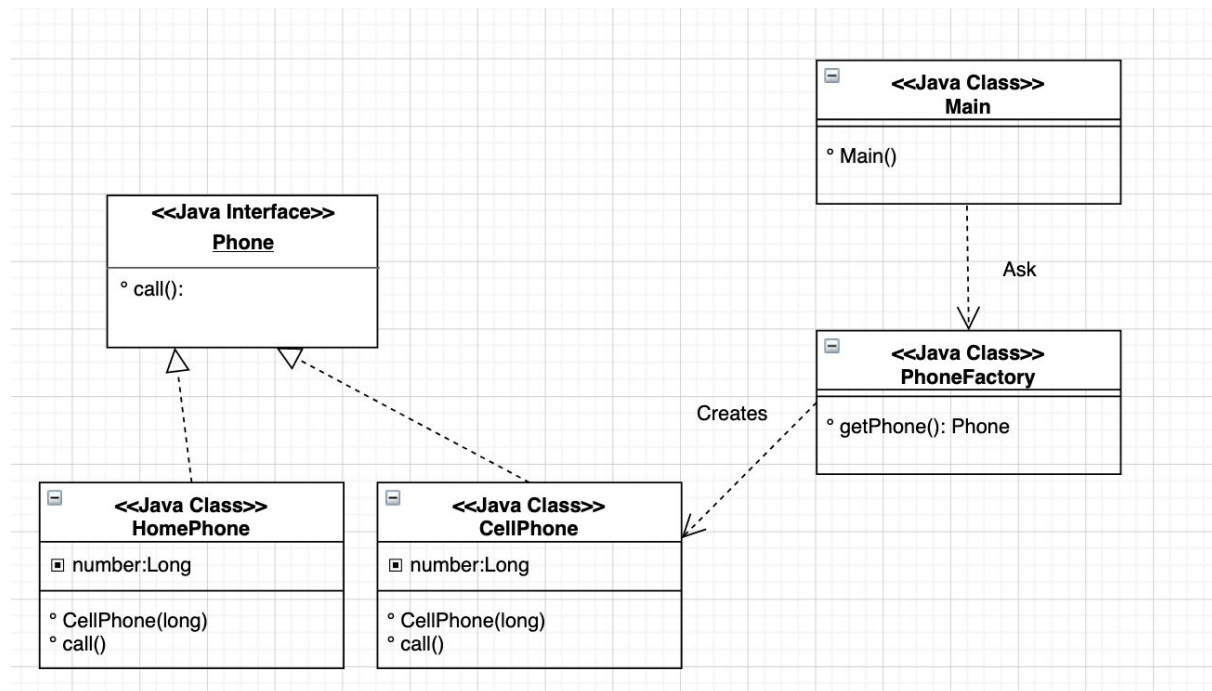 <<Java Class>>
Main
° Main()
<<Java Interface>>
Phone
° call():
Ask
<<Java Class>>
PhoneFactory
° getPhone(): Phone
Creates
<<Java Class>>
HomePhone
number:Long
° CellPhone(long)
° call()
<<Java Class>>
CellPhone
number:Long
° CellPhone(long)
° call()